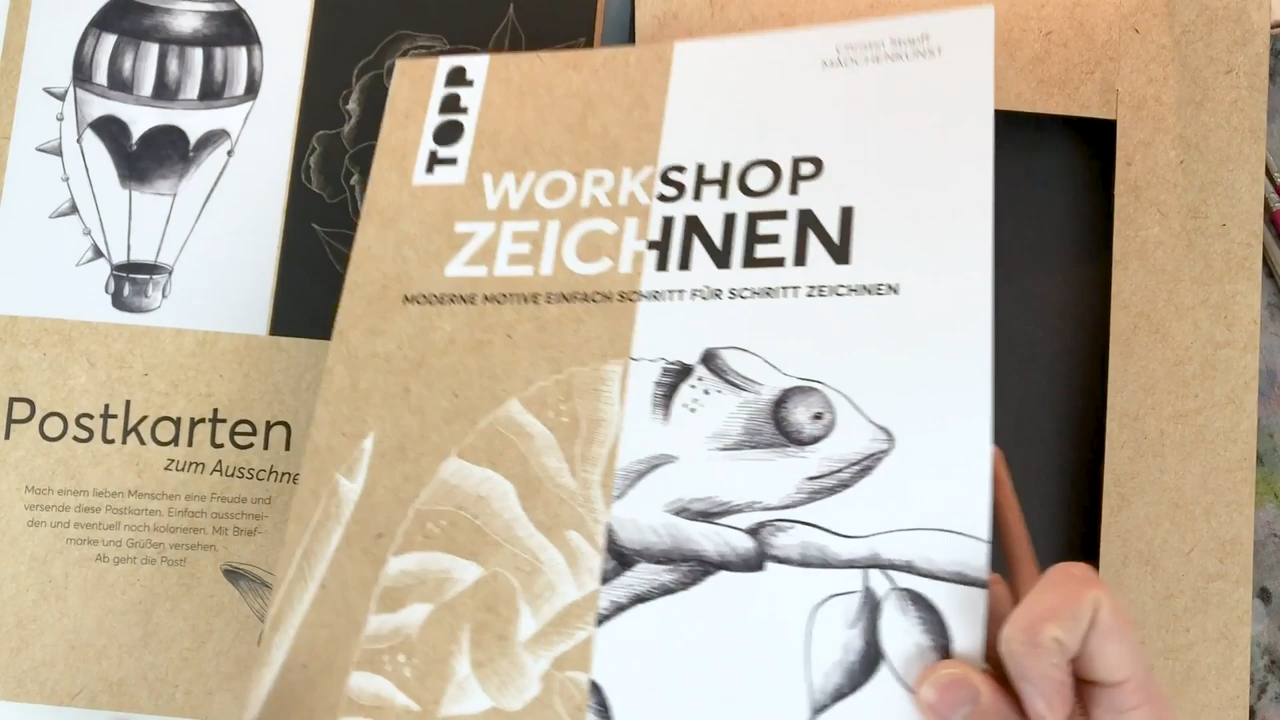 MÄDCHENKUNST
TOPP
WORKSHOP
ZEICHNEN
MODERNE MOTIVE EINFACH SCHRITT FÜR SCHRITT ZEICHNEN
Postkarten
zum Ausschne
Mach einem lieben Menschen eine Freude und
versende diese Postkarten. Einfach ausschnei-
den und eventuell noch kolorieren. Mit Brief-
marke und Grüßen versehen.
Ab geht die Post!